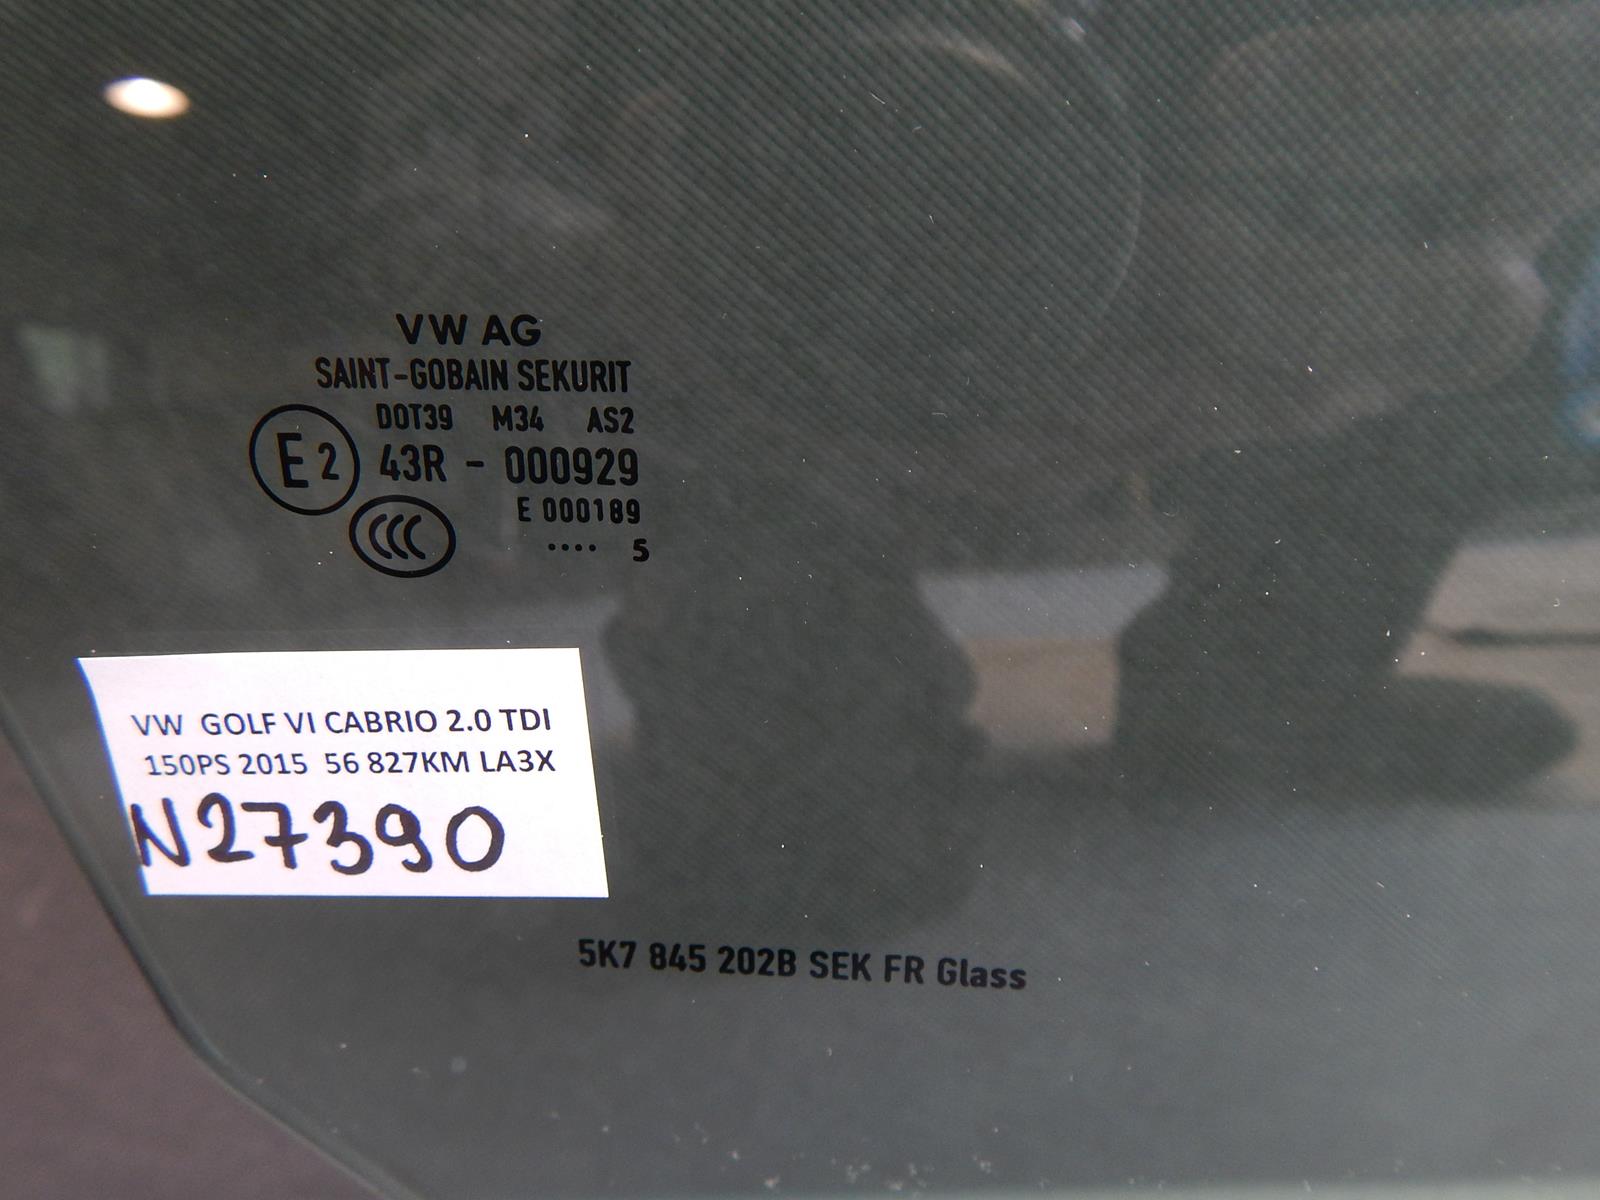 VW AG
SAINT-GOBAIN SEKURIT
DOT39 M34 AS2
E2 43R - 000929
E 000189
CCC
.... 5
VW GOLF VI CABRIO 2.0 TDI
150PS 2015 56 827KM LA3X
N27390
5K7 845 202B SEK FR Glass